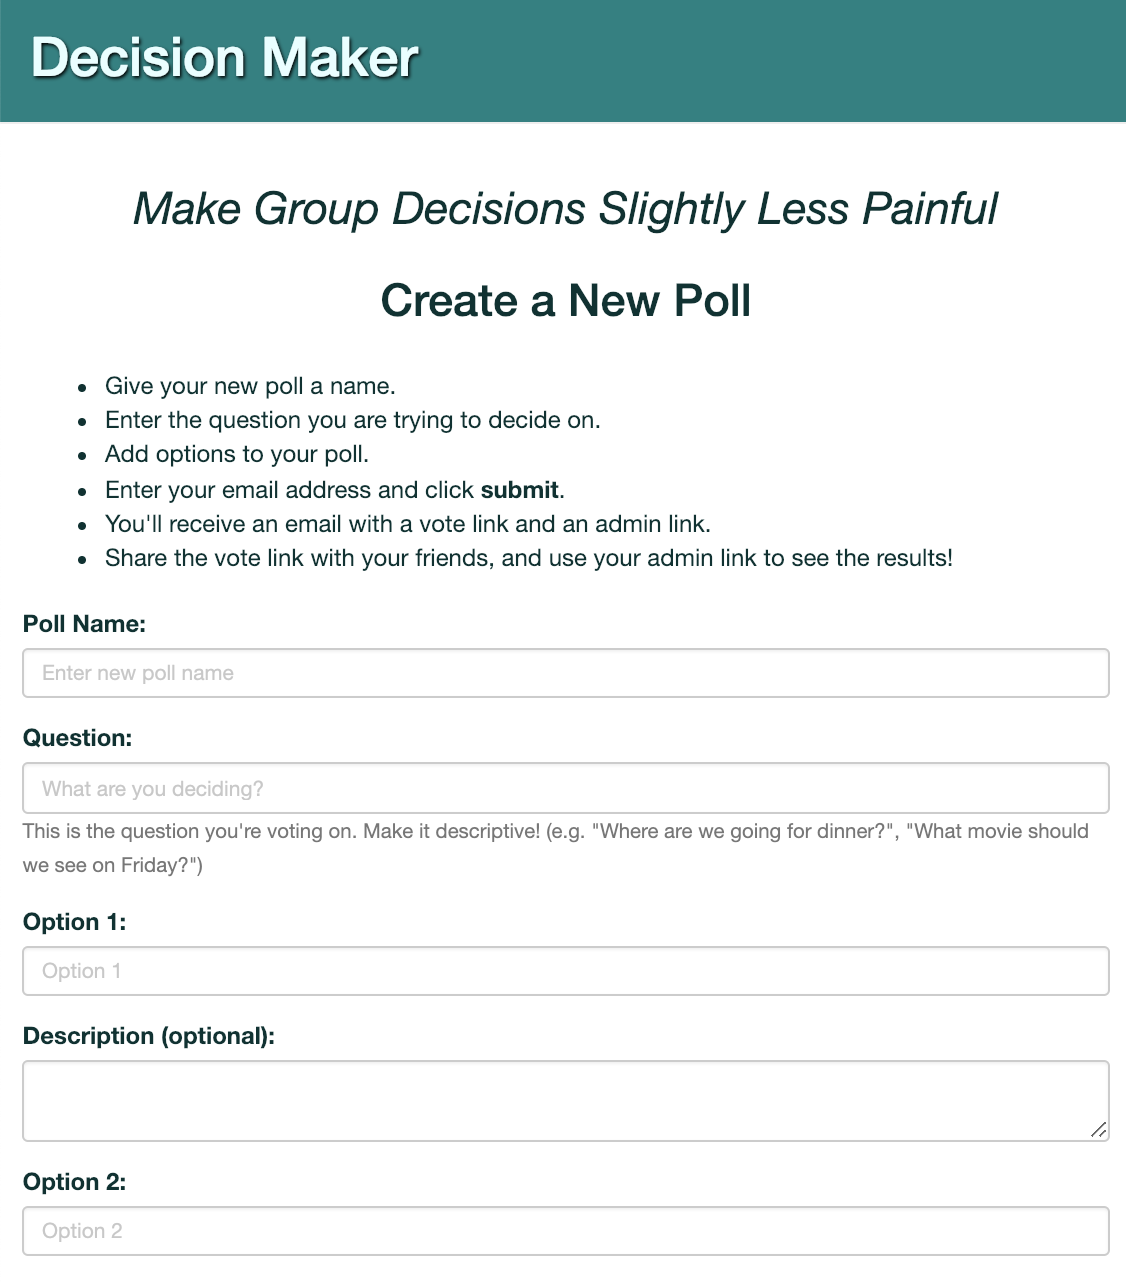 Decision Maker
Make Group Decisions Slightly Less Painful
Create a New Poll
• Give your new poll a name.
• Enter the question you are trying to decide on.
• Add options to your poll.
• Enter your email address and click submit.
• You'll receive an email with a vote link and an admin link.
• Share the vote link with your friends, and use your admin link to see the results!
Poll Name:
Enter new poll name
Question:
What are you deciding?
This is the question you're voting on. Make it descriptive! (e.g. "Where are we going for dinner?", "What movie should
we see on Friday?")
Option 1:
Option 1
Description (optional):
Option 2:
Option 2